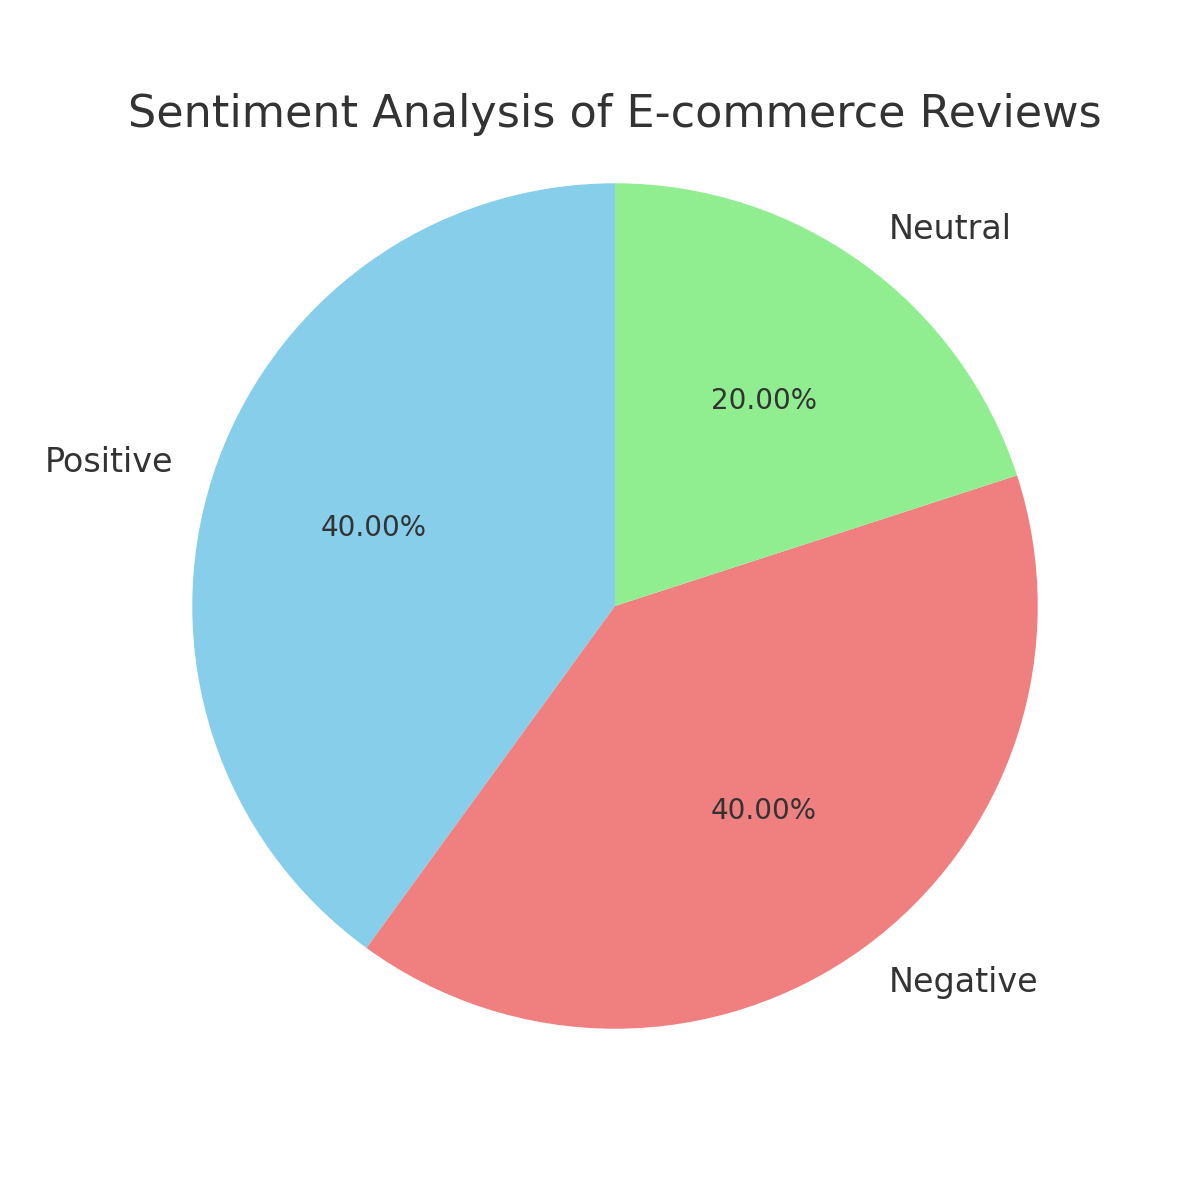 Sentiment Analysis of E-commerce Reviews
Neutral
20.00%
Positive
40.00%
40.00%
Negative